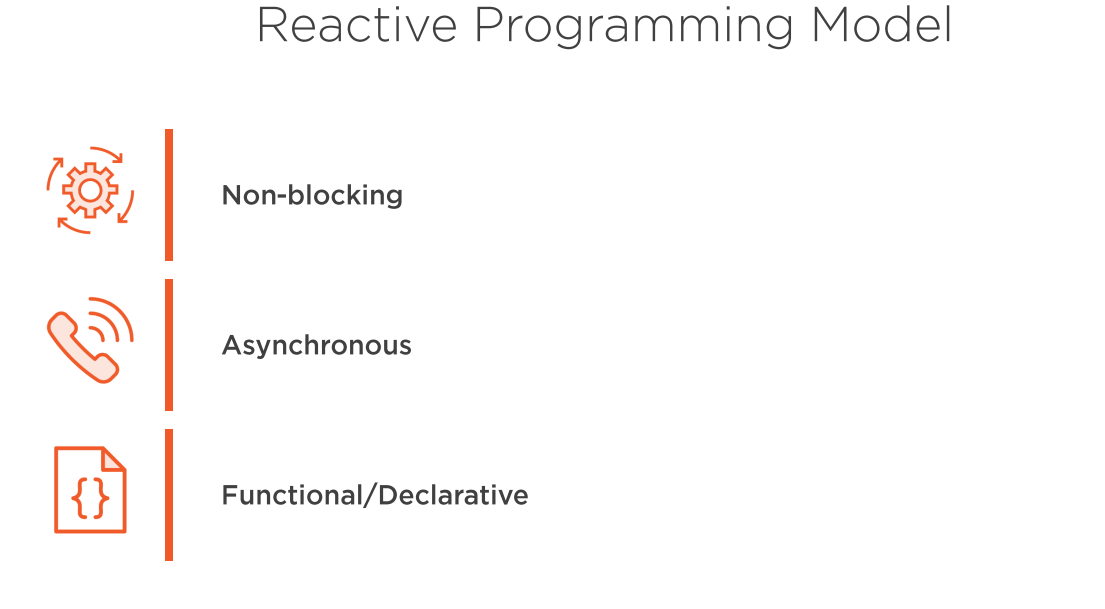 Reactive Programming Model
Non-blocking
Asynchronous
{}
Functional/Declarative